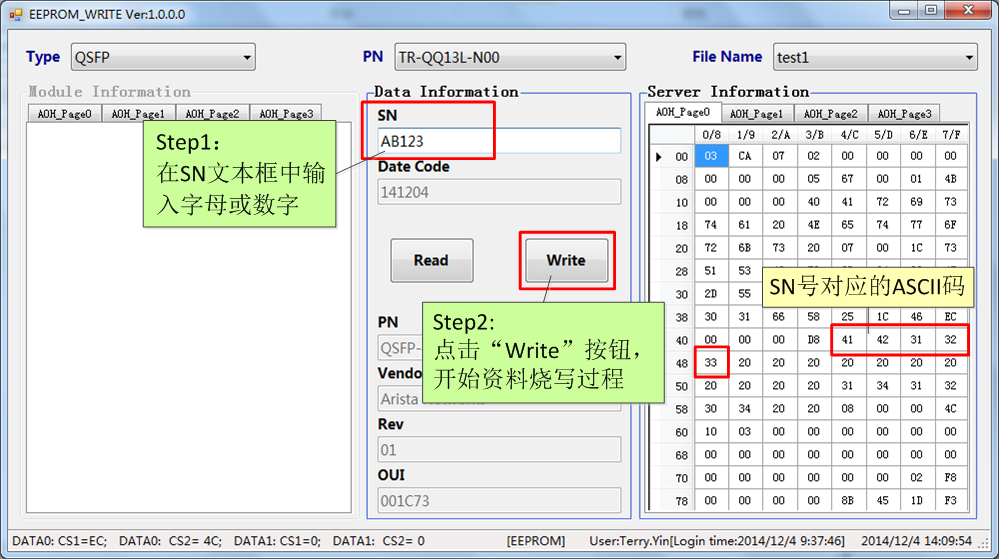 EEPROM_WRITE Ver:1.0.0.0
Type QSFP PN TR-QQ13L-N00 File Name test1
Module Information
AOH_Page0 AOH_Page1 AOH_Page2 AOH_Page3
Step1:
在SN文本框中输
入字母或数字
Data Information
SN
AB123
Date Code
141204
Read Write
Step2:
点击“Write”按钮,
开始资料烧写过程
PN
QSFP-
Vendo
Arista
Rev
01
OUI
001C73
Server Information
AOH_Page0 AOH_Page1 AOH_Page2 AOH_Page3
0/8 1/9 2/A 3/B 4/C 5/D 6/E 7/F
00 03 CA 07 02 00 00 00 00
08 00 00 00 05 67 00 01 4B
10 00 00 00 40 41 72 69 73
18 74 61 20 4E 65 74 77 6F
20 72 6B 73 20 07 00 1C 73
28 51 53
30 2D 55
SN号对应的ASCII码
38 30 31 66 58 25 1C 46 EC
40 00 00 00 D8 41 42 31 32
48 33 20 20 20 20 20 20 20
50 20 20 20 20 31 34 31 32
58 30 34 20 20 08 00 00 4C
60 10 03 00 00 00 00 00 00
68 00 00 00 00 00 00 00 00
70 00 00 00 00 00 00 02 F8
78 00 00 00 00 8B 45 1D F3
DATA0: CS1=EC; DATA0: CS2= 4C; DATA1: CS1=0; DATA1: CS2= 0 [EEPROM] User:Terry.Yin[Login time:2014/12/4 9:37:46] 2014/12/4 14:09:54